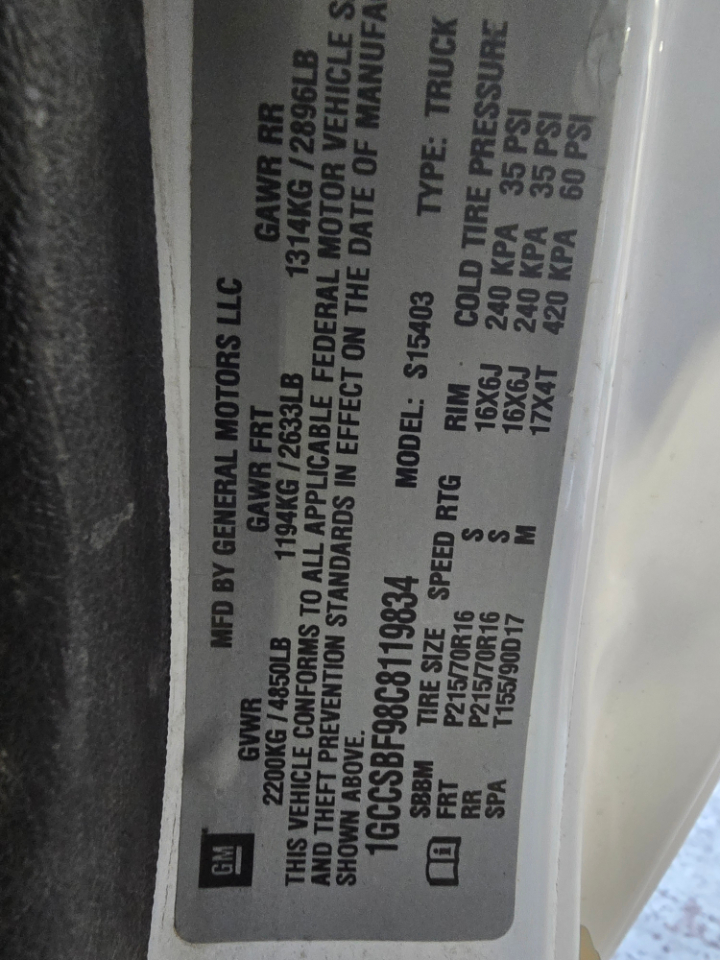 GM
MFD BY GENERAL MOTORS LLC
GVWR GAWR FRT GAWR RR
2200KG / 4850LB 1194KG / 2633LB 1314KG / 2896LB
THIS VEHICLE CONFORMS TO ALL APPLICABLE FEDERAL MOTOR VEHICLE
AND THEFT PREVENTION STANDARDS IN EFFECT ON THE DATE OF
SHOWN ABOVE.
1GCCSBF98C8119834 MODEL: S15403 TYPE: TRUCK
SBBM TIRE SIZE SPEED RTG RIM COLD TIRE PRESSURE
FRT P215/70R16 S 16X6J 240 KPA 35 PSI
RR P215/70R16 S 16X6J 240 KPA 35 PSI
SPA T155/90D17 M 17X4T 420 KPA 60 PSI